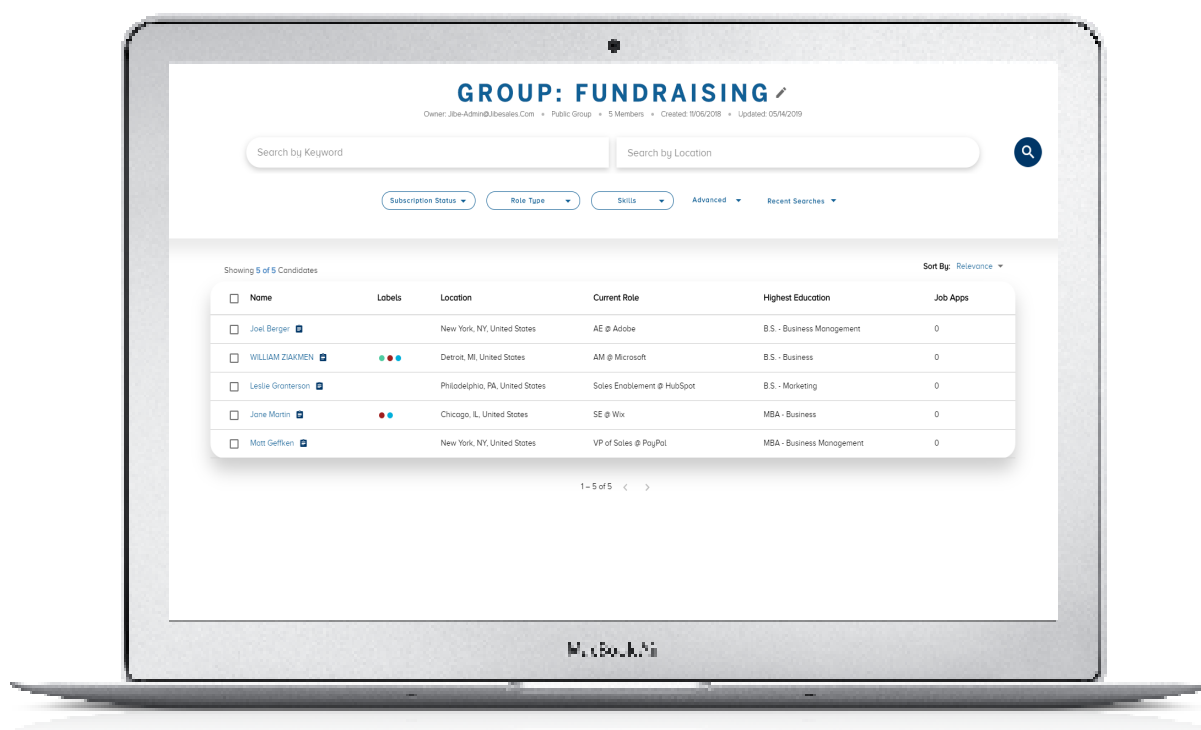 GROUP: FUNDRAISING
Owner: Jibe-Admin@Jibesales.Com • Public Group • 5 Members • Created: 11/06/2018 • Updated: 05/14/2019
Search by Keyword Search by Location
Subscription Status Role Type Skills Advanced Recent Searches
Showing 5 of 5 Candidates Sort By: Relevance
Name Labels Location Current Role Highest Education Job Apps
Joel Berger New York, NY, United States AE @ Adobe B.S. - Business Management 0
WILLIAM ZIAKMEN Detroit, MI, United States AM @ Microsoft B.S. - Business 0
Leslie Granterson Philadelphia, PA, United States Sales Enablement @ HubSpot B.S. - Marketing 0
Jane Martin Chicago, IL, United States SE @ Wix MBA - Business 0
Matt Geffken New York, NY, United States VP of Sales @ PayPal MBA - Business Management 0
1 – 5 of 5
MacBook Air